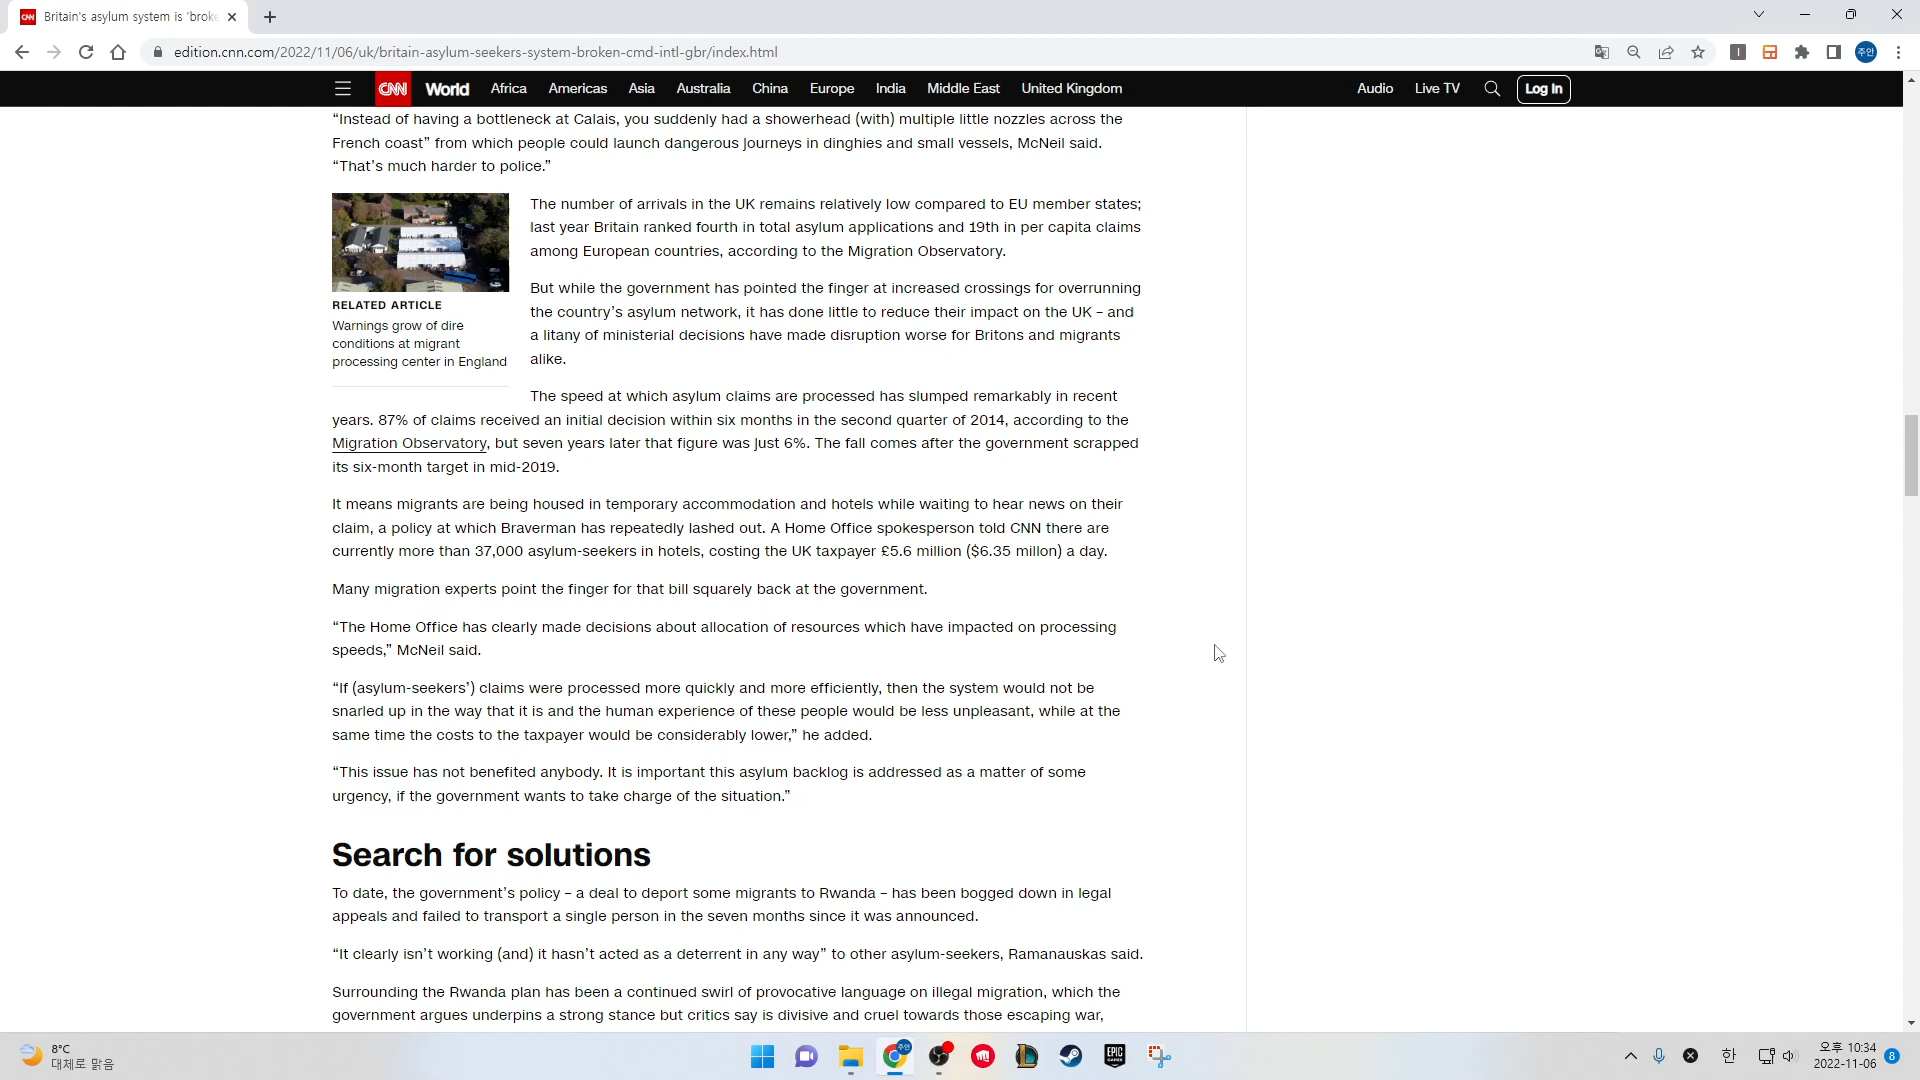 Britain's asylum system is 'broke
edition.cnn.com/2022/11/06/uk/britain-asylum-seekers-system-broken-cmd-intl-gbr/index.html
주안
CNN World Africa Americas Asia Australia China Europe India Middle East United Kingdom Audio Live TV Log In
“Instead of having a bottleneck at Calais, you suddenly had a showerhead (with) multiple little nozzles across the
French coast” from which people could launch dangerous journeys in dinghies and small vessels, McNeil said.
“That’s much harder to police.”
RELATED ARTICLE
Warnings grow of dire
conditions at migrant
processing center in England
The number of arrivals in the UK remains relatively low compared to EU member states;
last year Britain ranked fourth in total asylum applications and 19th in per capita claims
among European countries, according to the Migration Observatory.
But while the government has pointed the finger at increased crossings for overrunning
the country’s asylum network, it has done little to reduce their impact on the UK – and
a litany of ministerial decisions have made disruption worse for Britons and migrants
alike.
The speed at which asylum claims are processed has slumped remarkably in recent
years. 87% of claims received an initial decision within six months in the second quarter of 2014, according to the
Migration Observatory, but seven years later that figure was just 6%. The fall comes after the government scrapped
its six-month target in mid-2019.
It means migrants are being housed in temporary accommodation and hotels while waiting to hear news on their
claim, a policy at which Braverman has repeatedly lashed out. A Home Office spokesperson told CNN there are
currently more than 37,000 asylum-seekers in hotels, costing the UK taxpayer £5.6 million ($6.35 millon) a day.
Many migration experts point the finger for that bill squarely back at the government.
“The Home Office has clearly made decisions about allocation of resources which have impacted on processing
speeds,” McNeil said.
“If (asylum-seekers’) claims were processed more quickly and more efficiently, then the system would not be
snarled up in the way that it is and the human experience of these people would be less unpleasant, while at the
same time the costs to the taxpayer would be considerably lower,” he added.
“This issue has not benefited anybody. It is important this asylum backlog is addressed as a matter of some
urgency, if the government wants to take charge of the situation.”
Search for solutions
To date, the government’s policy – a deal to deport some migrants to Rwanda – has been bogged down in legal
appeals and failed to transport a single person in the seven months since it was announced.
“It clearly isn’t working (and) it hasn’t acted as a deterrent in any way” to other asylum-seekers, Ramanauskas said.
Surrounding the Rwanda plan has been a continued swirl of provocative language on illegal migration, which the
government argues underpins a strong stance but critics say is divisive and cruel towards those escaping war,
8°C
대체로 맑음
주안
EPIC GAMES
한
오후 10:34
2022-11-06
8